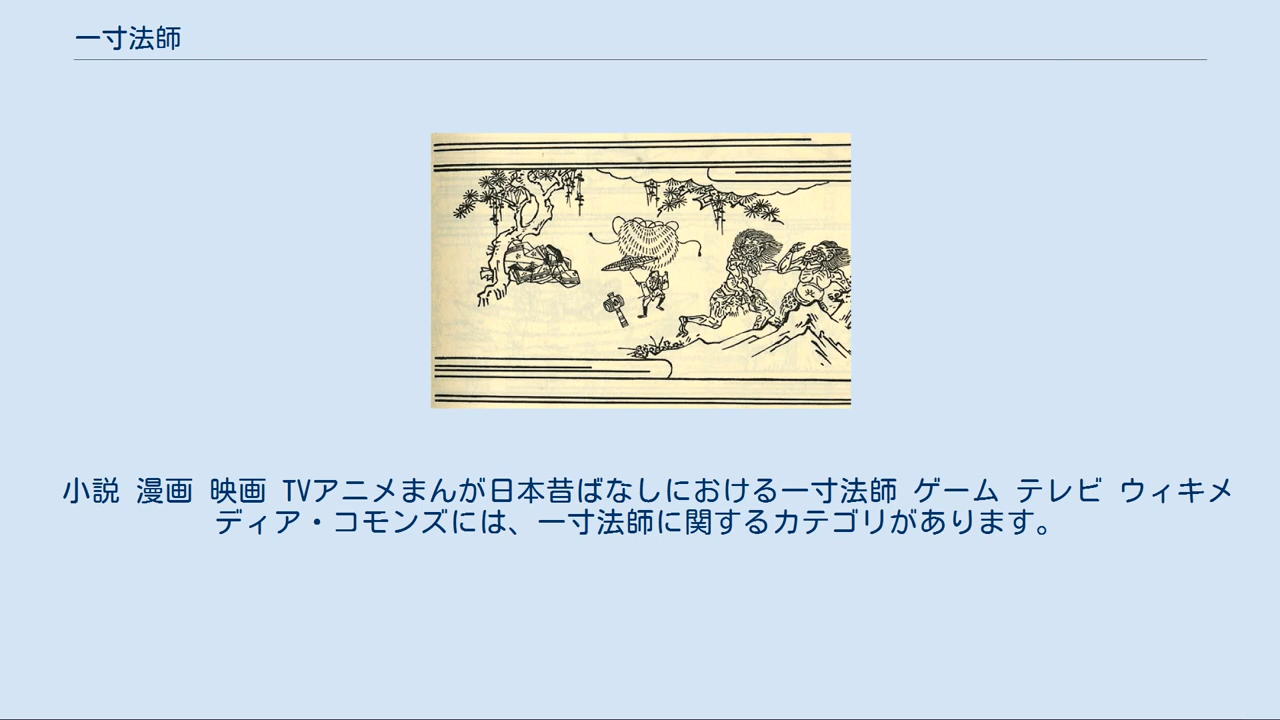 一寸法師
小説 漫画 映画 TVアニメまんが日本昔ばなしにおける一寸法師 ゲーム テレビ ウィキメ
ディア・コモンズには、一寸法師に関するカテゴリがあります。